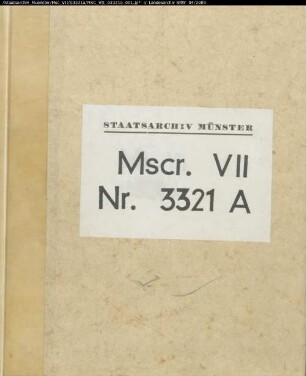 STAATSARCHIV MÜNSTER
Mscr. VII
Nr. 3321 A